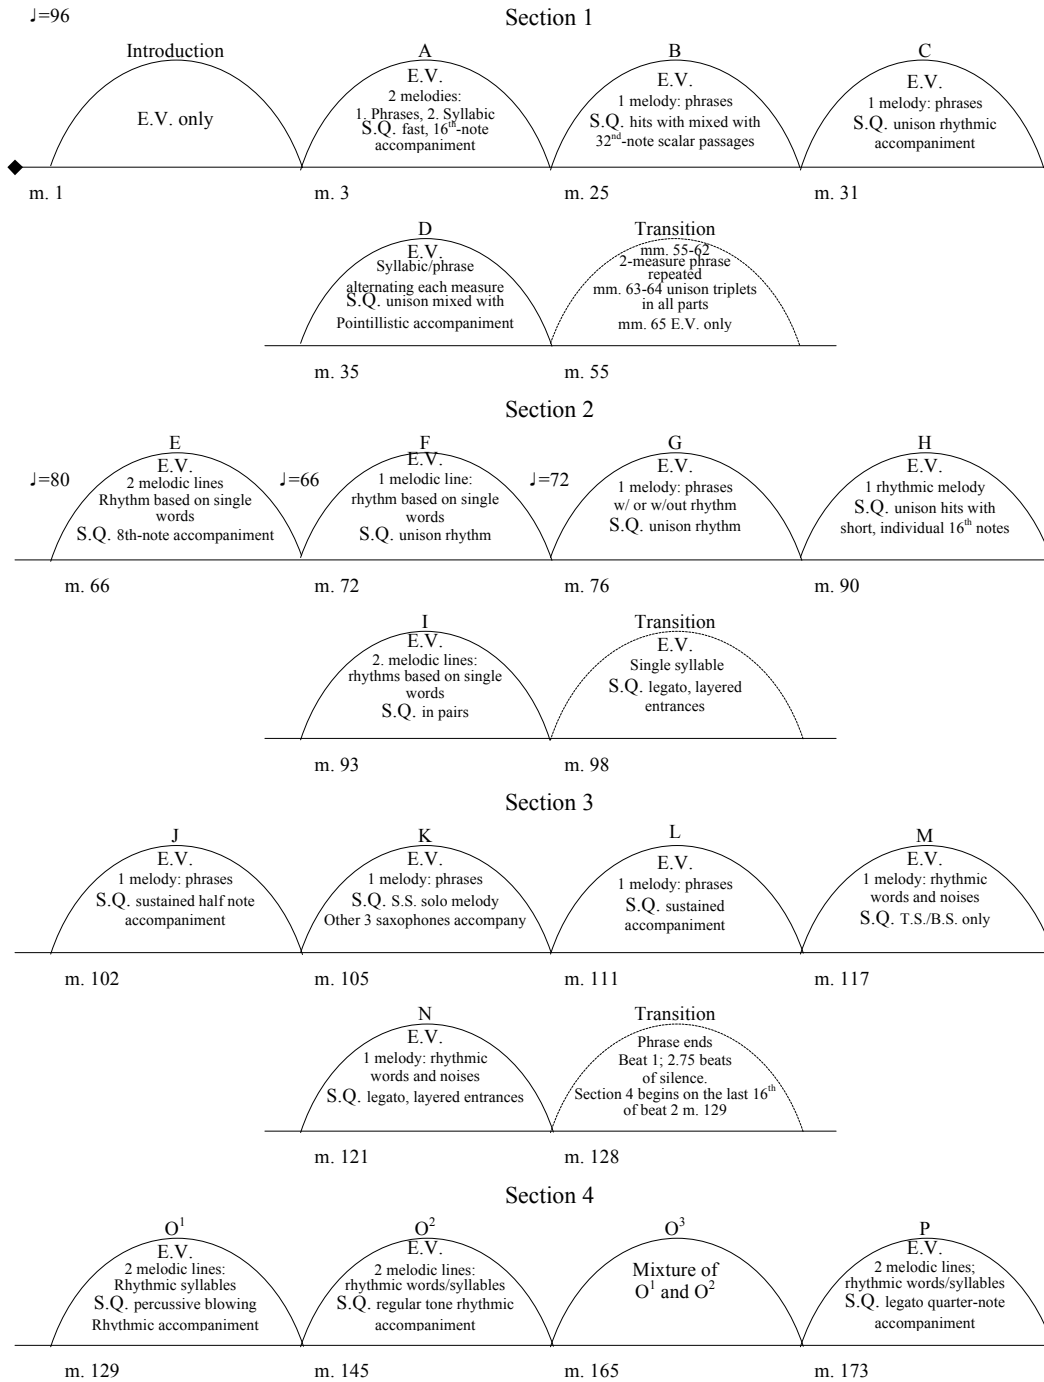 ♩=96
Section 1
Introduction
E.V. only
m. 1
A
E.V.
2 melodies:
1. Phrases, 2. Syllabic
S.Q. fast, 16th-note
accompaniment
m. 3
B
E.V.
1 melody: phrases
S.Q. hits with mixed with
32nd-note scalar passages
m. 25
C
E.V.
1 melody: phrases
S.Q. unison rhythmic
accompaniment
m. 31
D
E.V.
Syllabic/phrase
alternating each measure
S.Q. unison mixed with
Pointillistic accompaniment
m. 35
Transition
mm. 55-62
2-measure phrase
repeated
mm. 63-64 unison triplets
in all parts
mm. 65 E.V. only
m. 55
Section 2
♩=80
E
E.V.
2 melodic lines
Rhythm based on single
words
S.Q. 8th-note accompaniment
m. 66
♩=66
F
E.V.
1 melodic line:
rhythm based on single
words
S.Q. unison rhythm
m. 72
♩=72
G
E.V.
1 melody: phrases
w/ or w/out rhythm
S.Q. unison rhythm
m. 76
H
E.V.
1 rhythmic melody
S.Q. unison hits with
short, individual 16th notes
m. 90
I
E.V.
2. melodic lines:
rhythms based on single
words
S.Q. in pairs
m. 93
Transition
E.V.
Single syllable
S.Q. legato, layered
entrances
m. 98
Section 3
J
E.V.
1 melody: phrases
S.Q. sustained half note
accompaniment
m. 102
K
E.V.
1 melody: phrases
S.Q. S.S. solo melody
Other 3 saxophones accompany
m. 105
L
E.V.
1 melody: phrases
S.Q. sustained
accompaniment
m. 111
M
E.V.
1 melody: rhythmic
words and noises
S.Q. T.S./B.S. only
m. 117
N
E.V.
1 melody: rhythmic
words and noises
S.Q. legato, layered entrances
m. 121
Transition
Phrase ends
Beat 1; 2.75 beats
of silence.
Section 4 begins on the last 16th
of beat 2 m. 129
m. 128
Section 4
O1
E.V.
2 melodic lines:
Rhythmic syllables
S.Q. percussive blowing
Rhythmic accompaniment
m. 129
O2
E.V.
2 melodic lines:
rhythmic words/syllables
S.Q. regular tone rhythmic
accompaniment
m. 145
O3
Mixture of
O1 and O2
m. 165
P
E.V.
2 melodic lines;
rhythmic words/syllables
S.Q. legato quarter-note
accompaniment
m. 173